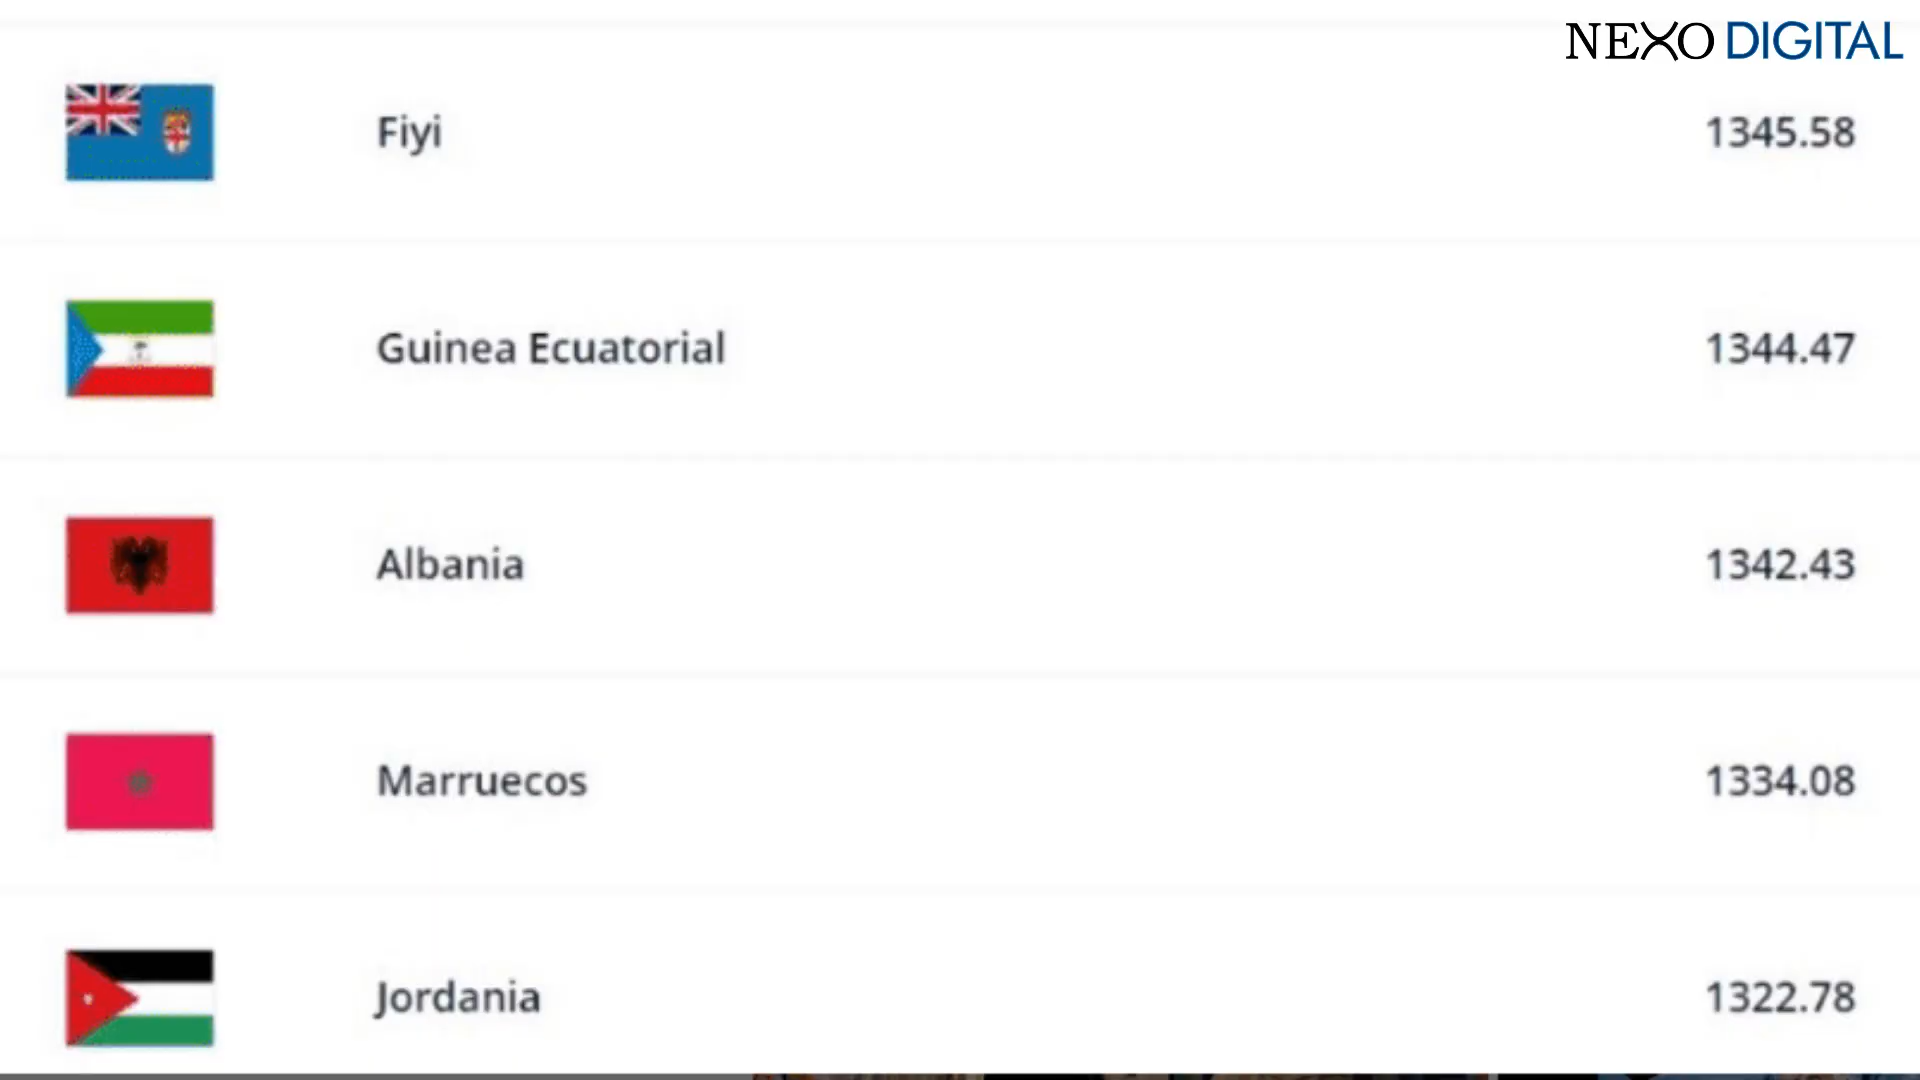 NEXO DIGITAL
Fiyi 1345.58
Guinea Ecuatorial 1344.47
Albania 1342.43
Marruecos 1334.08
Jordania 1322.78